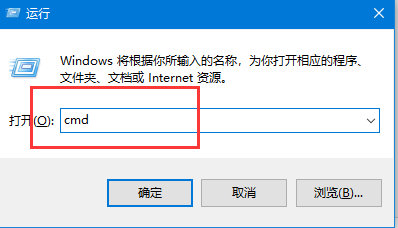 运行
Windows 将根据你所输入的名称，为你打开相应的程序、
文件夹、文档或 Internet 资源。
打开(O): cmd
确定 取消 浏览(B)...